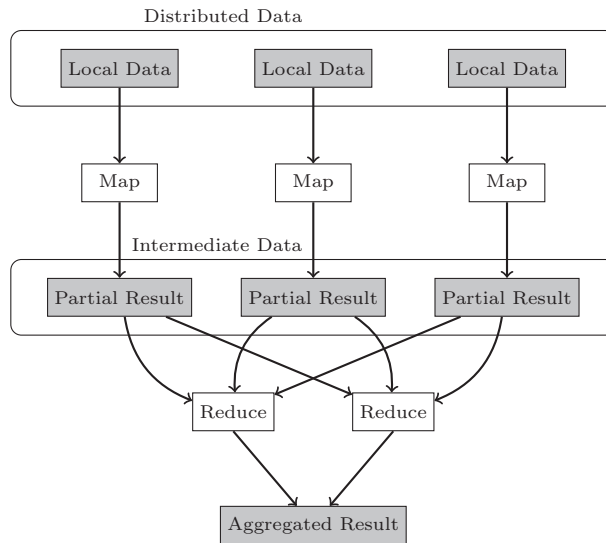 Distributed Data
Local Data Local Data Local Data
Map Map Map
Intermediate Data
Partial Result Partial Result Partial Result
Reduce Reduce
Aggregated Result